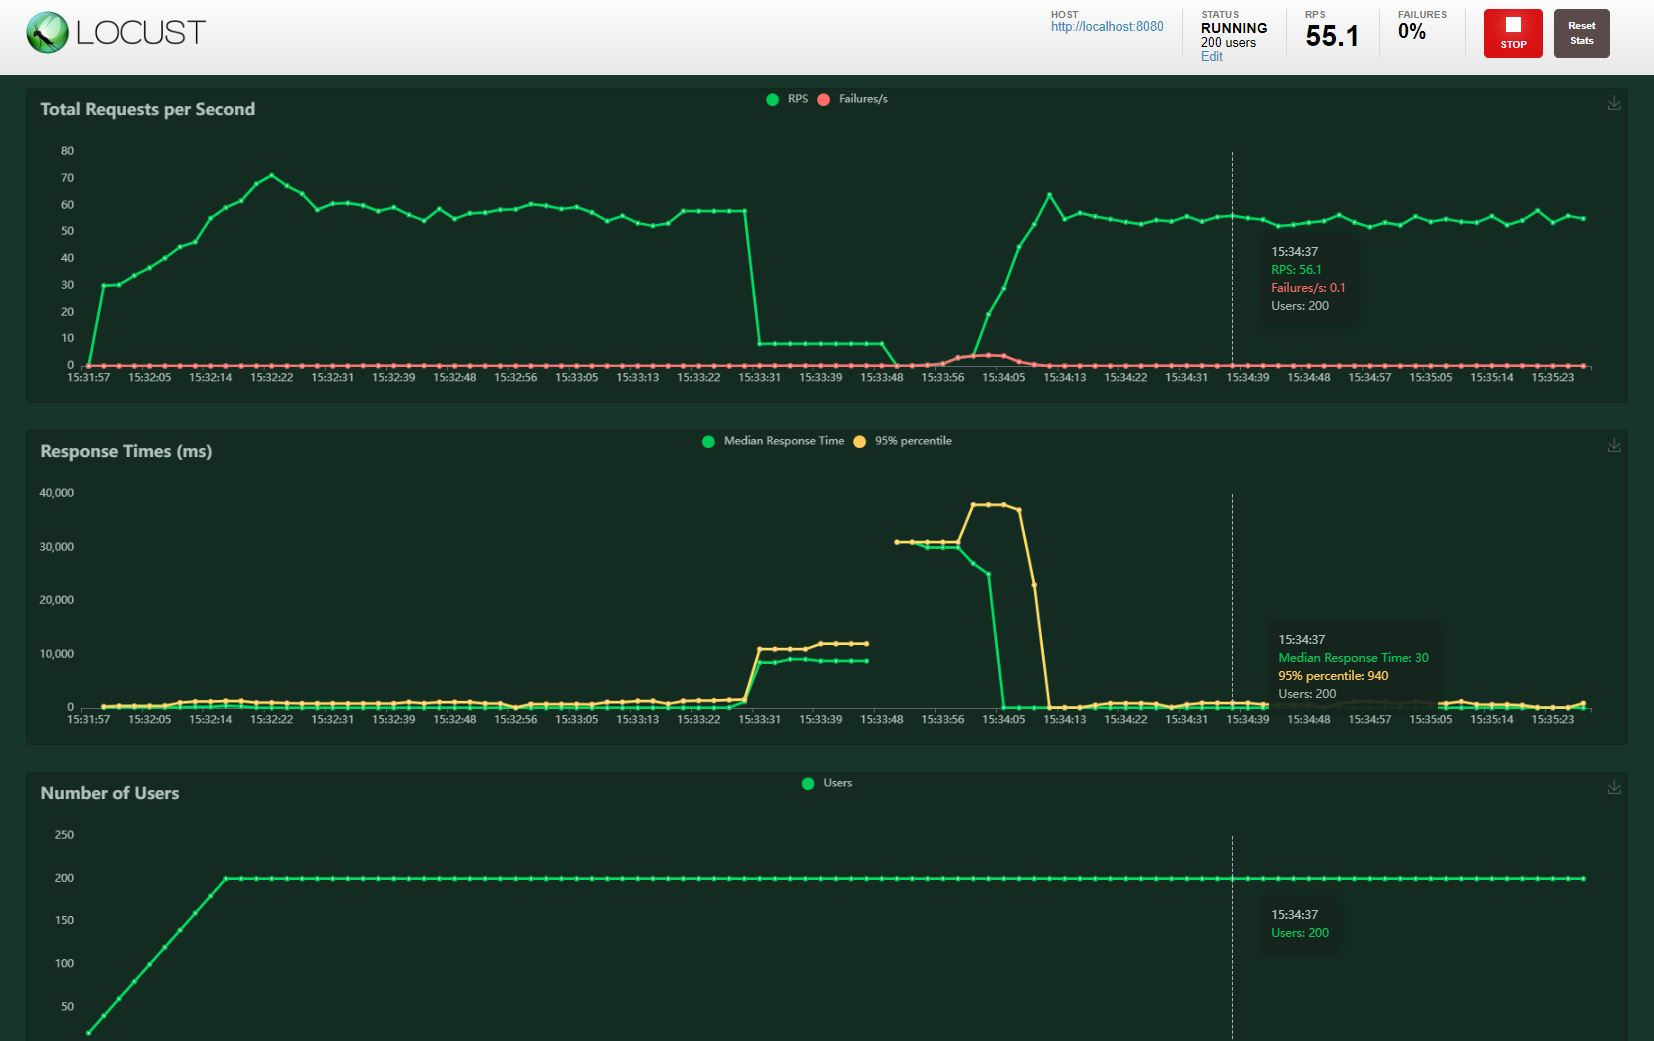 LOCUST
HOST
http://localhost:8080
STATUS
RUNNING
200 users
Edit
RPS
55.1
FAILURES
0%
STOP
Reset
Stats
Total Requests per Second
RPS Failures/s
80
70
60
50
40
30
20
10
0
15:34:37
RPS: 56.1
Failures/s: 0.1
Users: 200
15:31:57 15:32:05 15:32:14 15:32:22 15:32:31 15:32:39 15:32:48 15:32:56 15:33:05 15:33:13 15:33:22 15:33:31 15:33:39 15:33:48 15:33:56 15:34:05 15:34:13 15:34:22 15:34:31 15:34:39 15:34:48 15:34:57 15:35:05 15:35:14 15:35:23
Response Times (ms)
Median Response Time 95% percentile
40,000
30,000
20,000
10,000
0
15:34:37
Median Response Time: 30
95% percentile: 940
Users: 200
15:31:57 15:32:05 15:32:14 15:32:22 15:32:31 15:32:39 15:32:48 15:32:56 15:33:05 15:33:13 15:33:22 15:33:31 15:33:39 15:33:48 15:33:56 15:34:05 15:34:13 15:34:22 15:34:31 15:34:39 15:34:48 15:34:57 15:35:05 15:35:14 15:35:23
Number of Users
Users
250
200
150
100
50
15:34:37
Users: 200